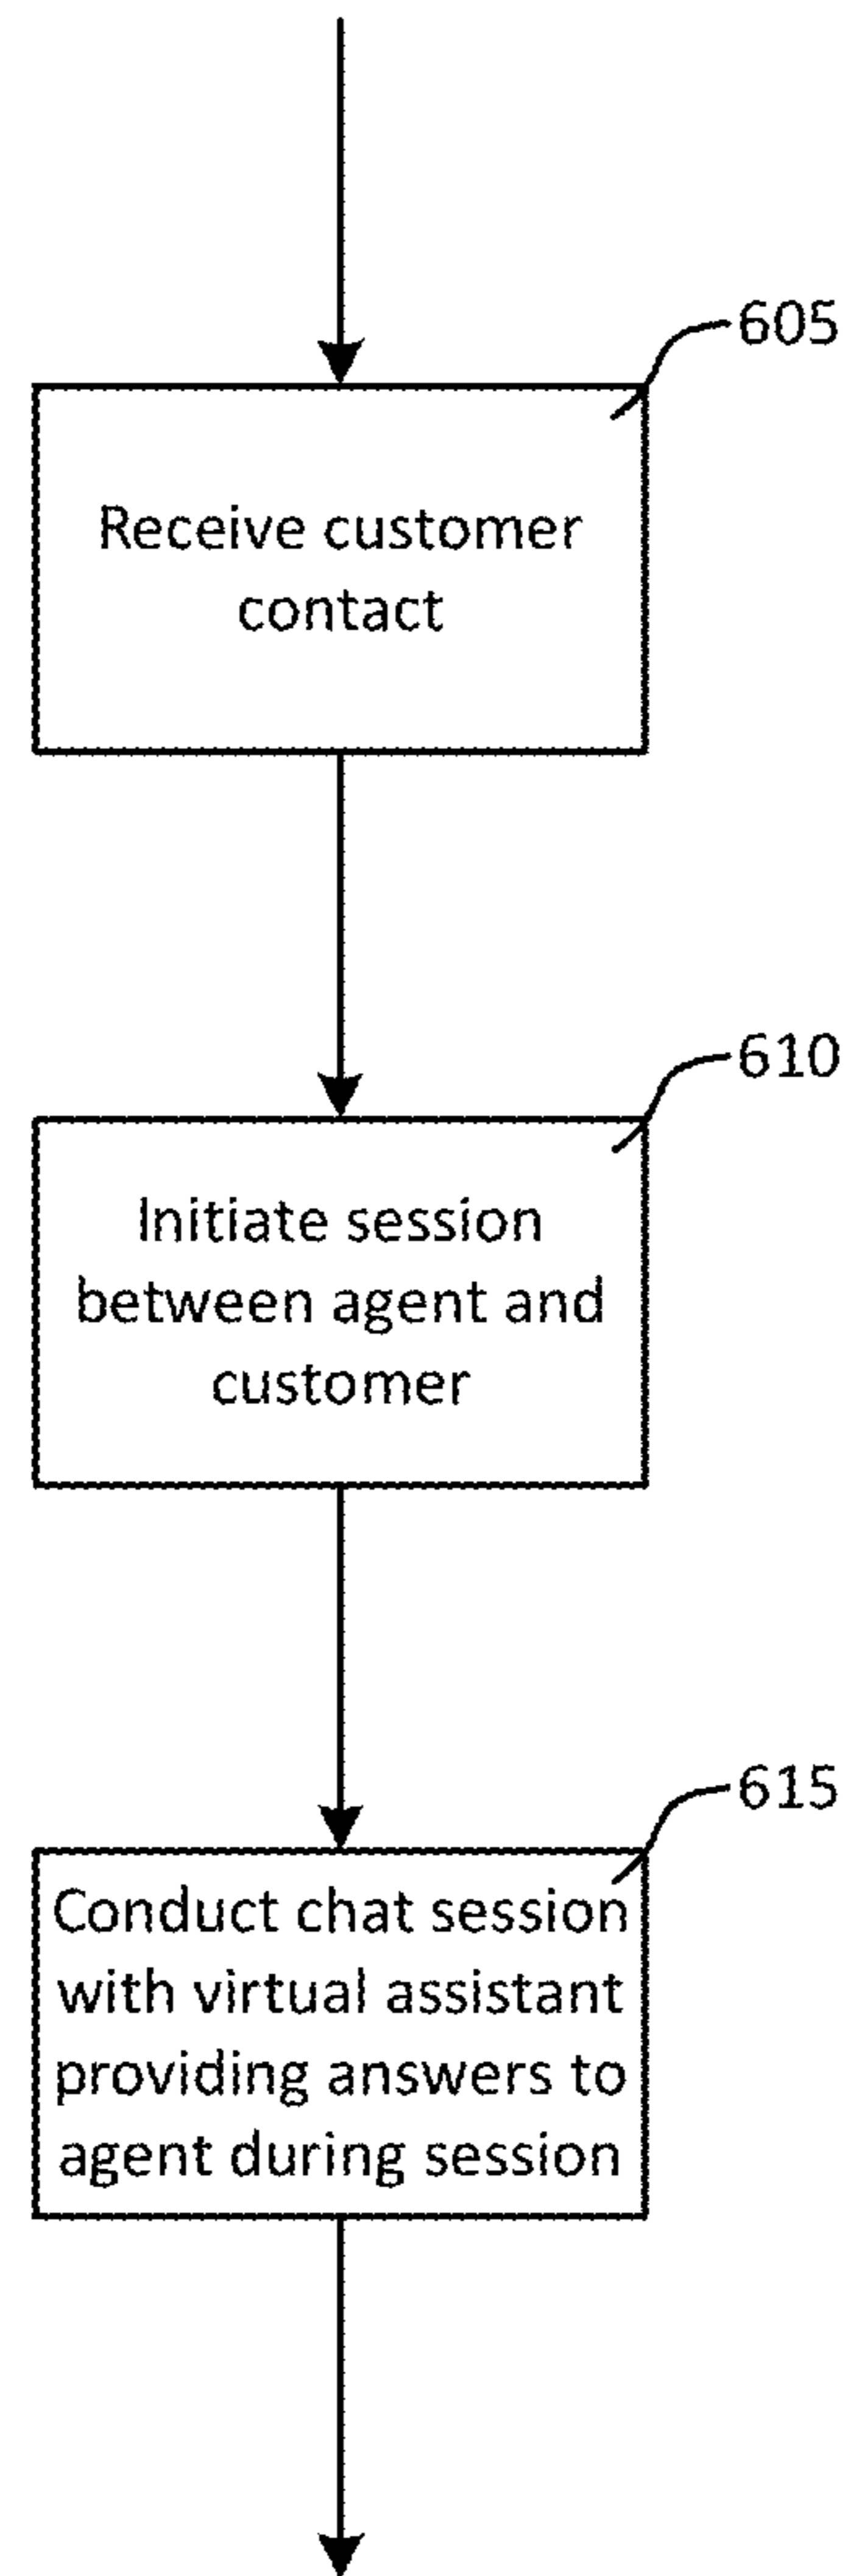 605
Receive customer
contact
610
Initiate session
between agent and
customer
615
Conduct chat session
with virtual assistant
providing answers to
agent during session